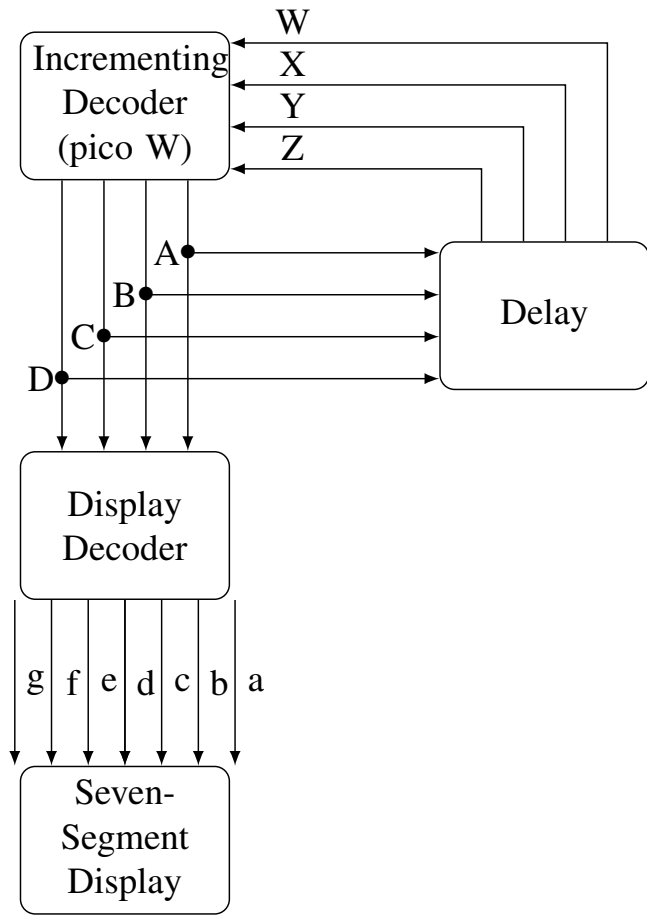 W
Incrementing
Decoder
(pico W)
X
Y
Z
A
B
C
D
Delay
Display
Decoder
g f e d c b a
Seven-
Segment
Display